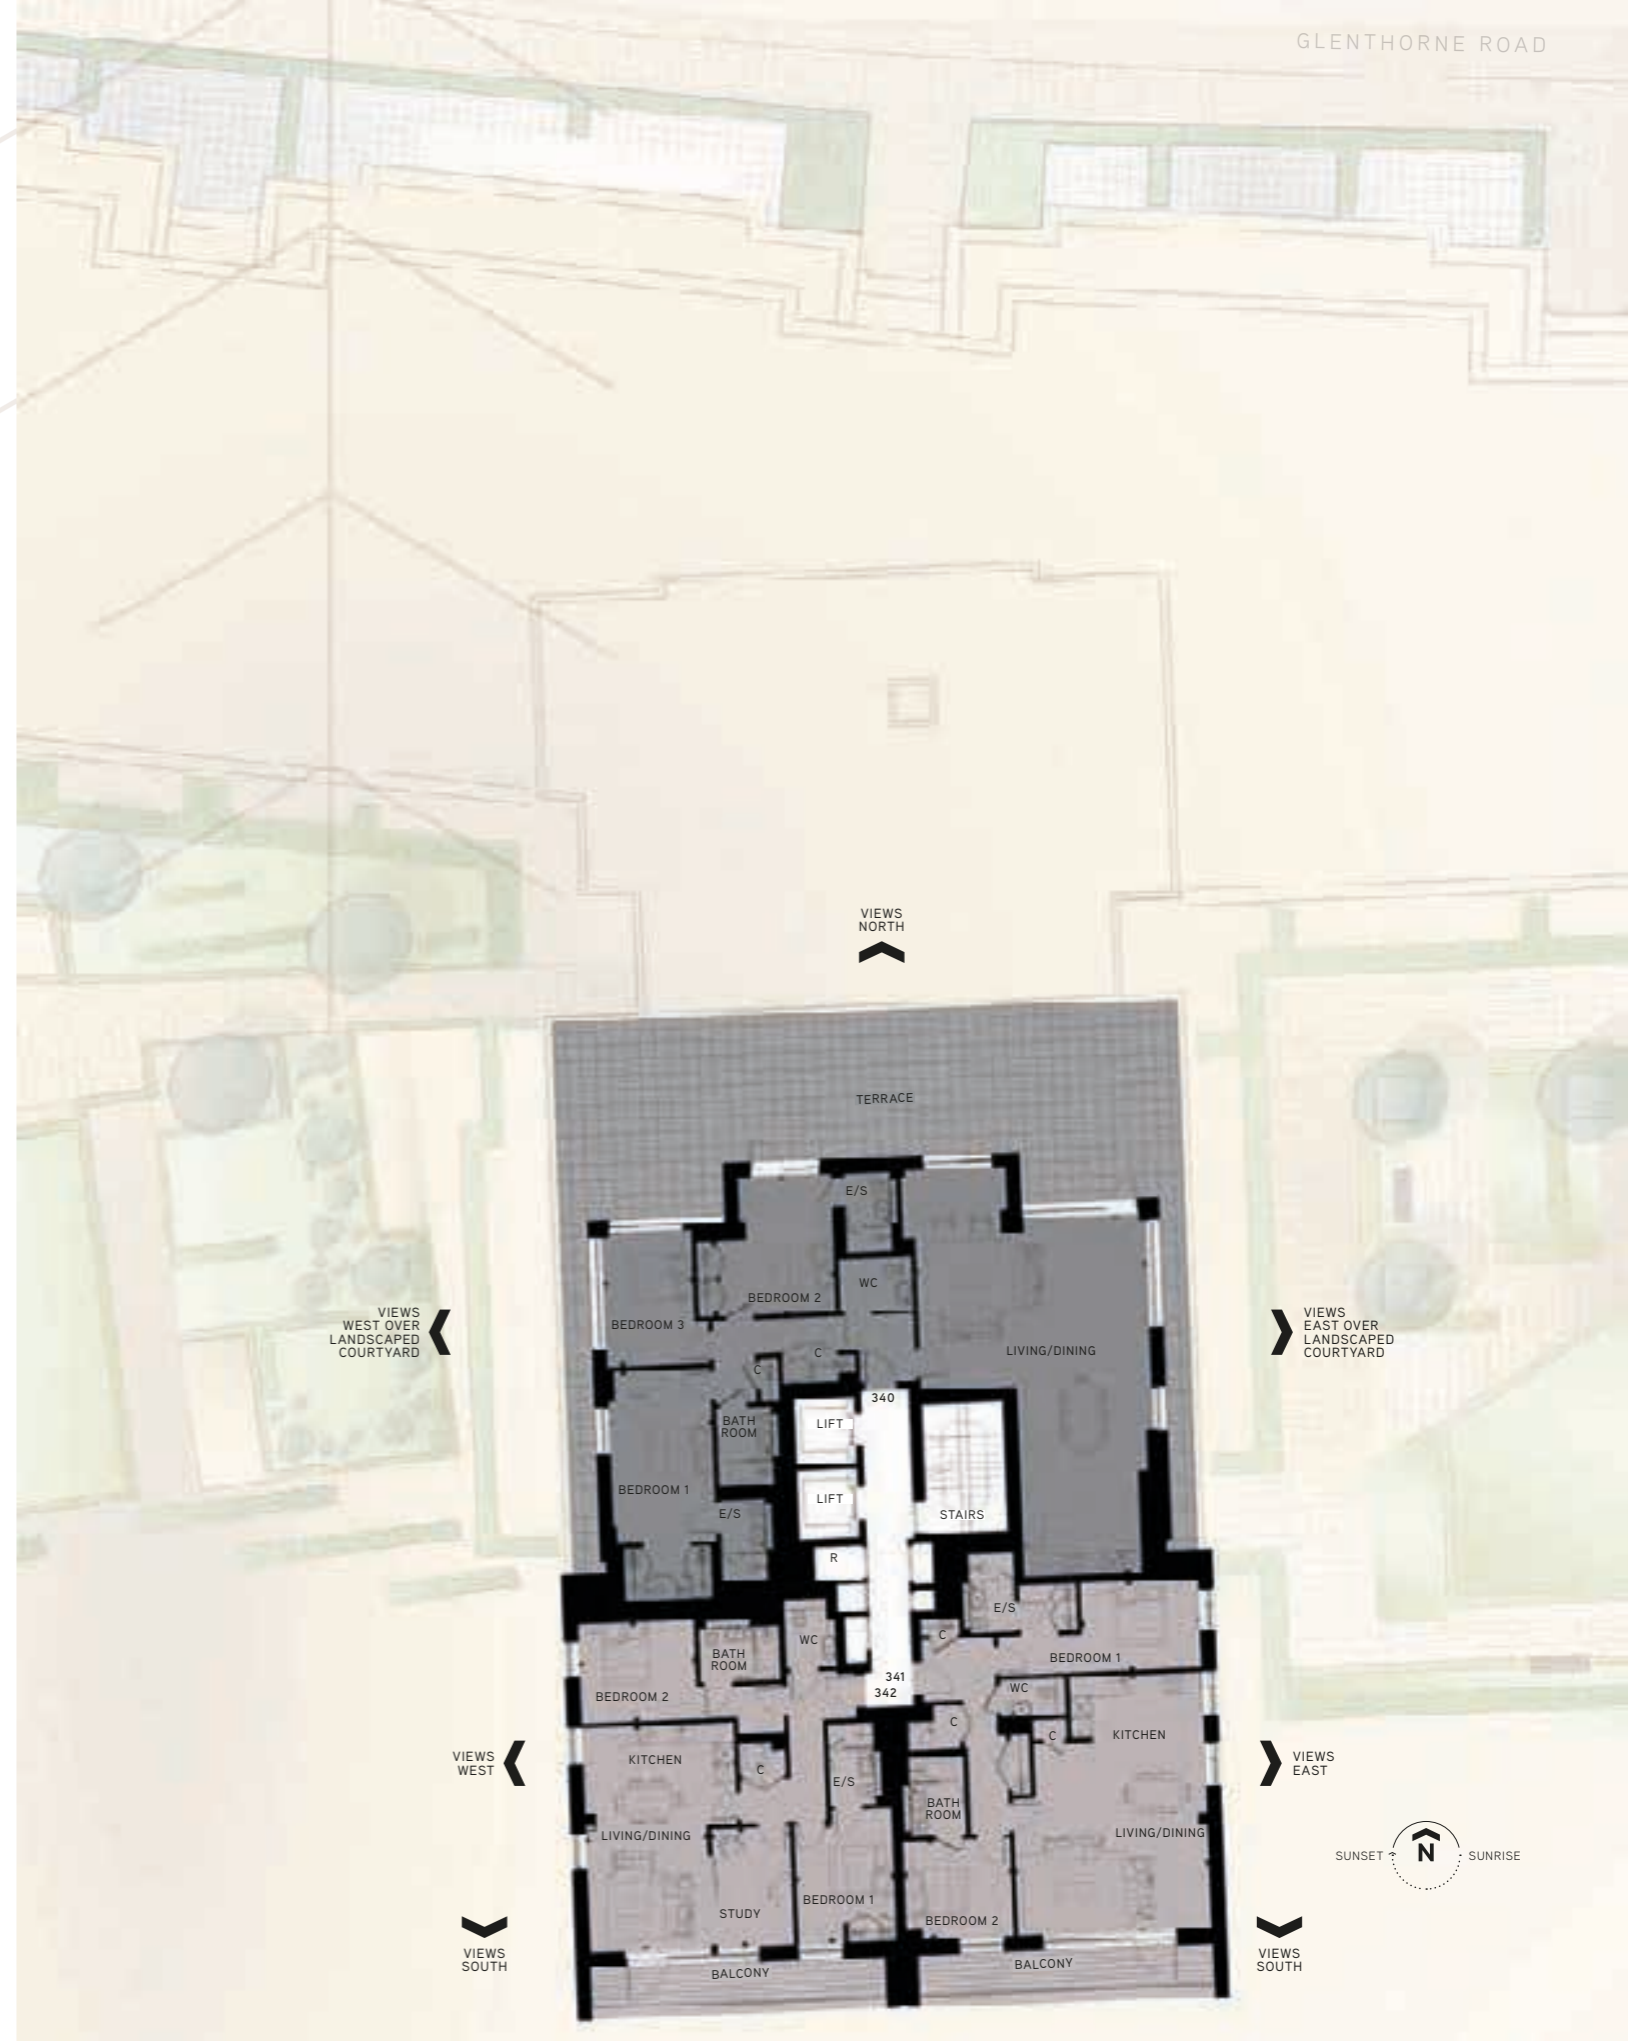 GLENTHORNE ROAD
VIEWS
NORTH
TERRACE
E/S
WC
BEDROOM 2
BEDROOM 3
VIEWS
WEST OVER
LANDSCAPED
COURTYARD
VIEWS
EAST OVER
LANDSCAPED
COURTYARD
LIVING/DINING
C
C
340
BATH
ROOM
LIFT
BEDROOM 1
LIFT
E/S
STAIRS
R
E/S
C
WC
BATH
ROOM
BEDROOM 1
341
342
WC
BEDROOM 2
C
C
KITCHEN
KITCHEN
VIEWS
WEST
VIEWS
EAST
C
E/S
BATH
ROOM
LIVING/DINING
LIVING/DINING
SUNSET
N
SUNRISE
BEDROOM 1
STUDY
BEDROOM 2
VIEWS
SOUTH
VIEWS
SOUTH
BALCONY
BALCONY